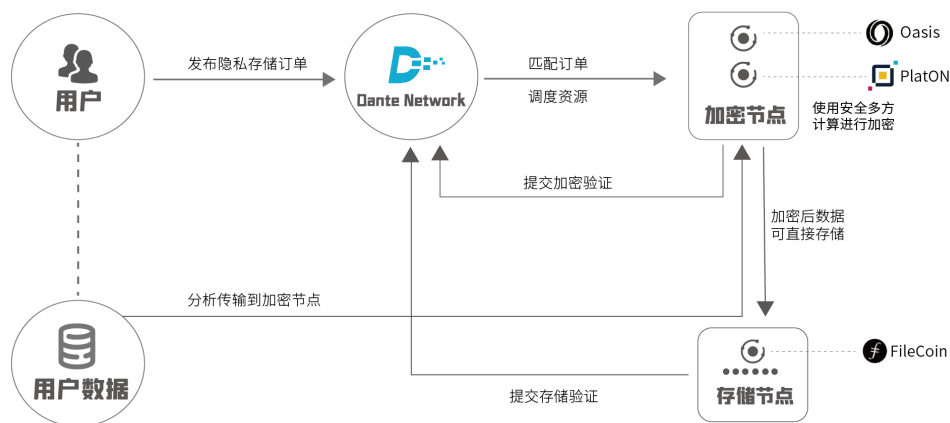 用户
发布隐私存储订单
Dante Network
匹配订单
调度资源
加密节点
Oasis
PlatON
使用安全多方
计算进行加密
提交加密验证
加密后数据
可直接存储
分析传输到加密节点
用户数据
提交存储验证
存储节点
FileCoin